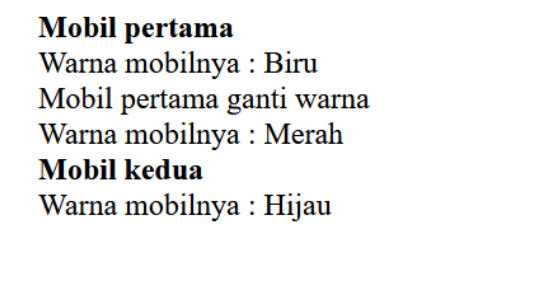 Mobil pertama
Warna mobilnya : Biru
Mobil pertama ganti warna
Warna mobilnya : Merah
Mobil kedua
Warna mobilnya : Hijau